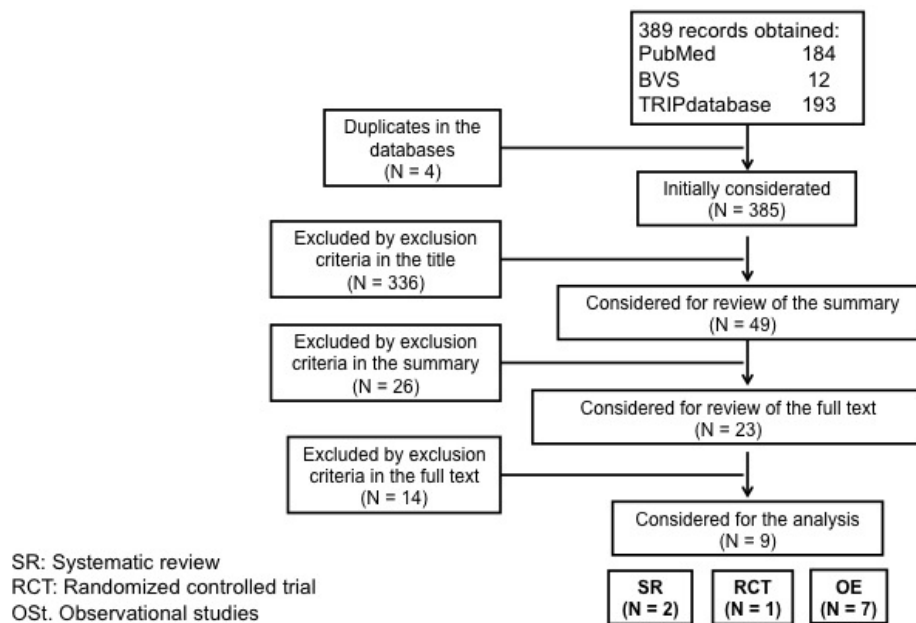 389 records obtained:
PubMed 184
BVS 12
TRIPdatabase 193
Duplicates in the
databases
(N = 4)
Initially considerated
(N = 385)
Excluded by exclusion
criteria in the title
(N = 336)
Considered for review of the summary
(N = 49)
Excluded by exclusion
criteria in the summary
(N = 26)
Considered for review of the full text
(N = 23)
Excluded by exclusion
criteria in the full text
(N = 14)
Considered for the analysis
(N = 9)
SR: Systematic review
RCT: Randomized controlled trial
OSt. Observational studies
SR
(N = 2)
RCT
(N = 1)
OE
(N = 7)